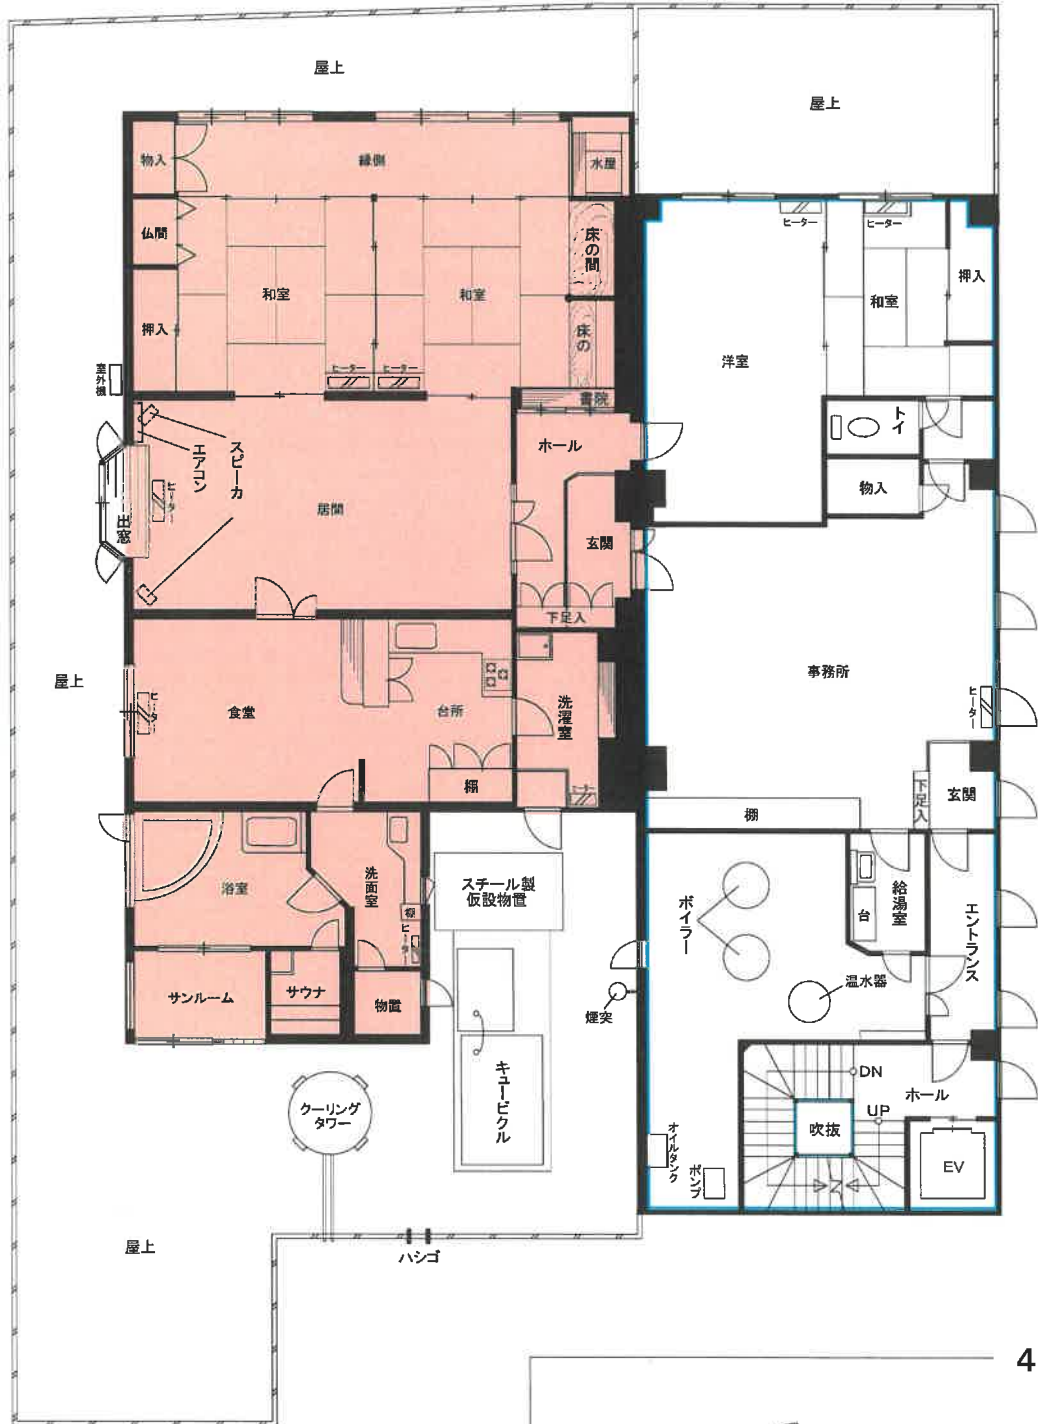 屋上
屋上
物入
縁側
水屋
仏間
和室
和室
床の間
ヒーター
ヒーター
押入
和室
押入
床の
洋室
室外機
ヒーター
ヒーター
書院
スピーカ
エアコン
ホール
トイ
ヒーター
出窓
居間
物入
玄関
下足入
屋上
事務所
ヒーター
食堂
台所
洗濯室
ヒーター
棚
玄関
下足入
棚
浴室
洗面室
棚
ヒーター
スチール製
仮設物置
ボイラー
給湯室
台
エントランス
サンルーム
サウナ
物置
温水器
煙突
キュービクル
DN
ホール
クーリング
タワー
UP
吹抜
オイルタンク
ポンプ
EV
屋上
ハシゴ
4